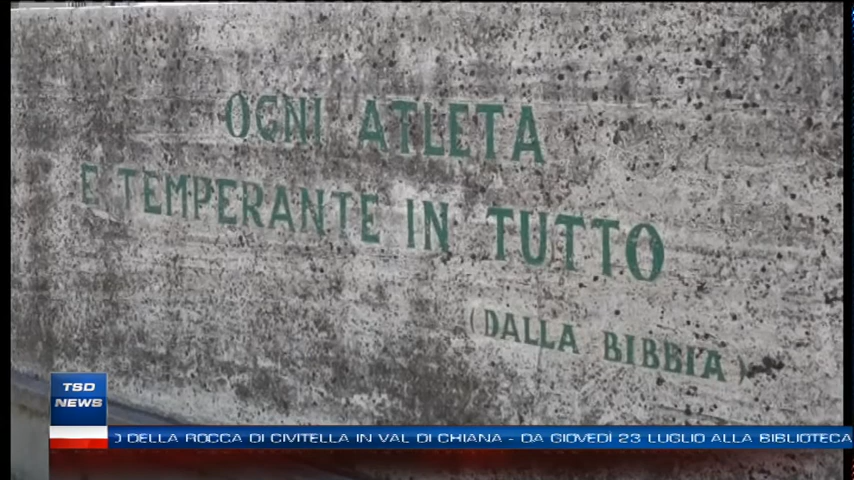 OGNI ATLETA
E TEMPERANTE IN TUTTO
(DALLA BIBBIA)
TSD
NEWS
DELLA ROCCA DI CIVITELLA IN VAL DI CHIANA - DA GIOVEDÌ 23 LUGLIO ALLA BIBLIOTECA